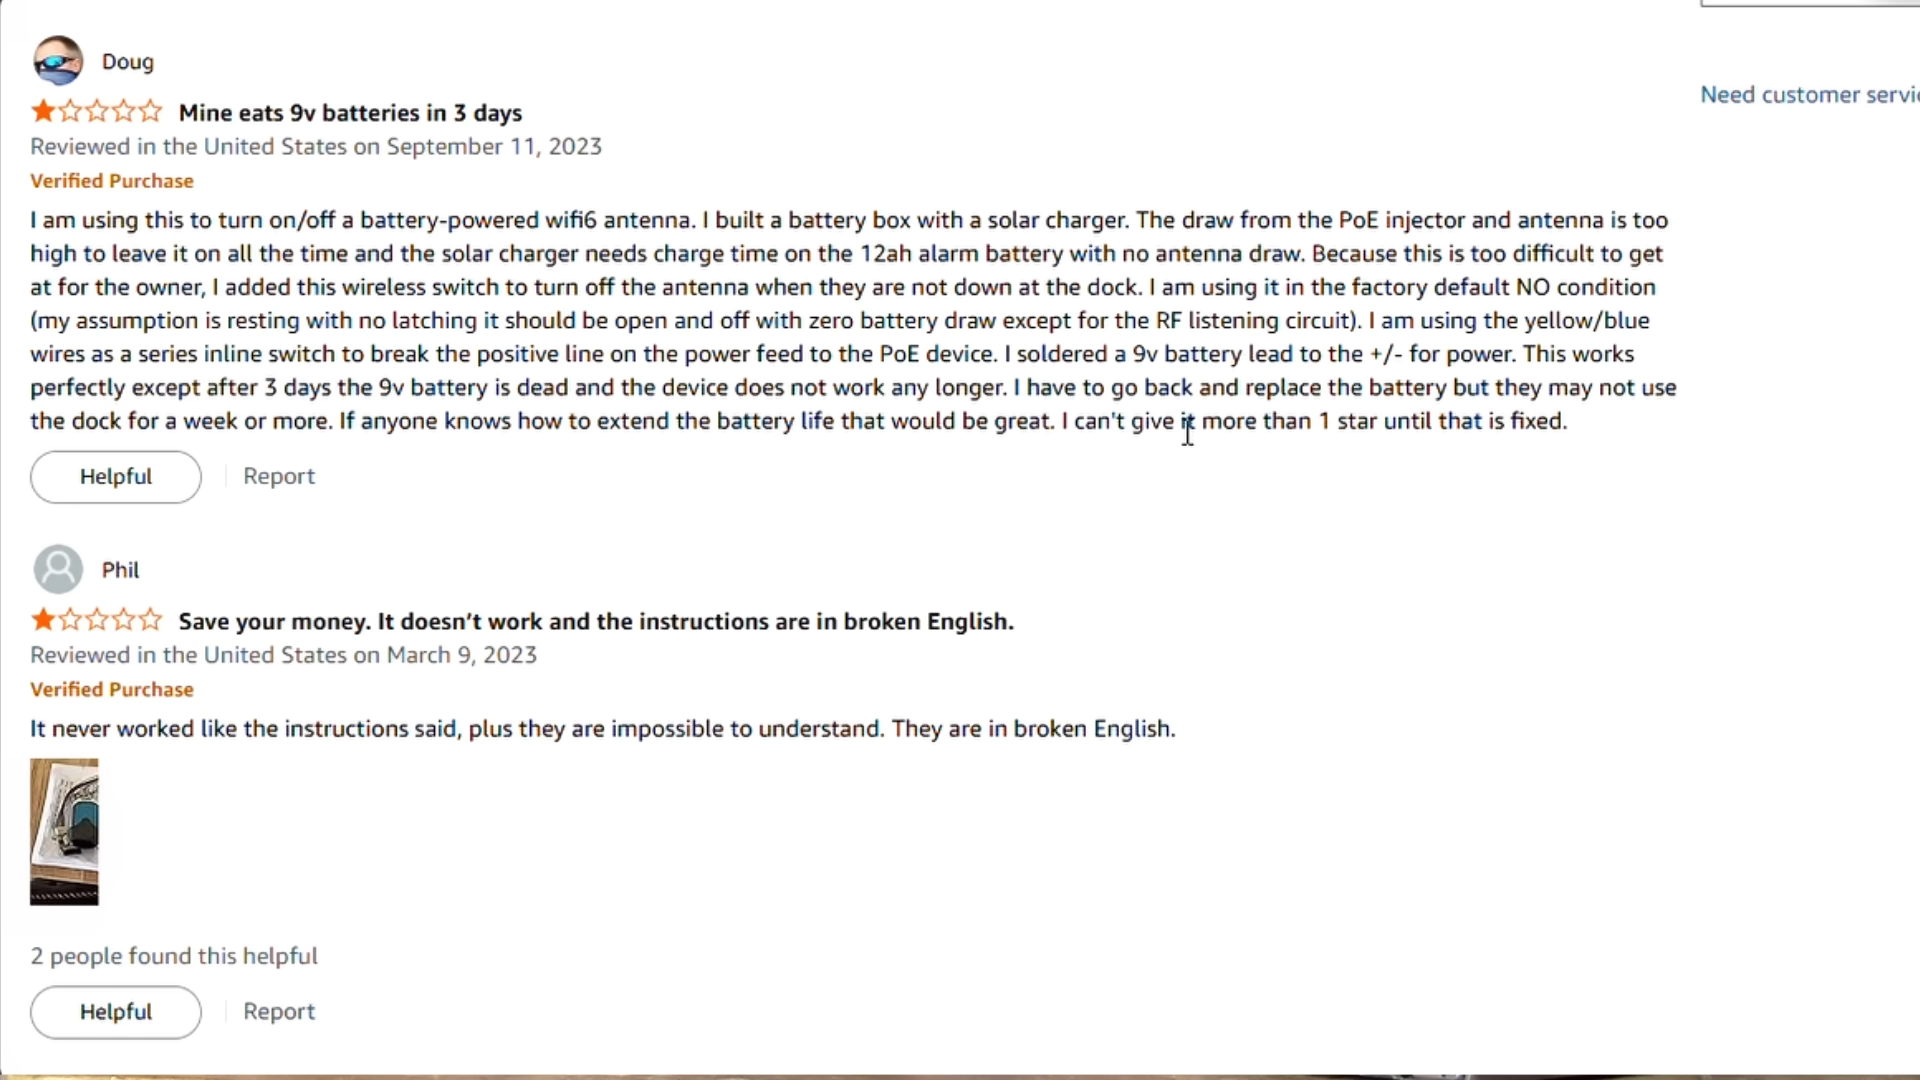 Doug
Mine eats 9v batteries in 3 days
Reviewed in the United States on September 11, 2023
Verified Purchase
I am using this to turn on/off a battery-powered wifi6 antenna. I built a battery box with a solar charger. The draw from the PoE injector and antenna is too
high to leave it on all the time and the solar charger needs charge time on the 12ah alarm battery with no antenna draw. Because this is too difficult to get
at for the owner, I added this wireless switch to turn off the antenna when they are not down at the dock. I am using it in the factory default NO condition
(my assumption is resting with no latching it should be open and off with zero battery draw except for the RF listening circuit). I am using the yellow/blue
wires as a series inline switch to break the positive line on the power feed to the PoE device. I soldered a 9v battery lead to the +/- for power. This works
perfectly except after 3 days the 9v battery is dead and the device does not work any longer. I have to go back and replace the battery but they may not use
the dock for a week or more. If anyone knows how to extend the battery life that would be great. I can't give it more than 1 star until that is fixed.
Helpful
Report
Need customer servi
Phil
Save your money. It doesn’t work and the instructions are in broken English.
Reviewed in the United States on March 9, 2023
Verified Purchase
It never worked like the instructions said, plus they are impossible to understand. They are in broken English.
2 people found this helpful
Helpful
Report